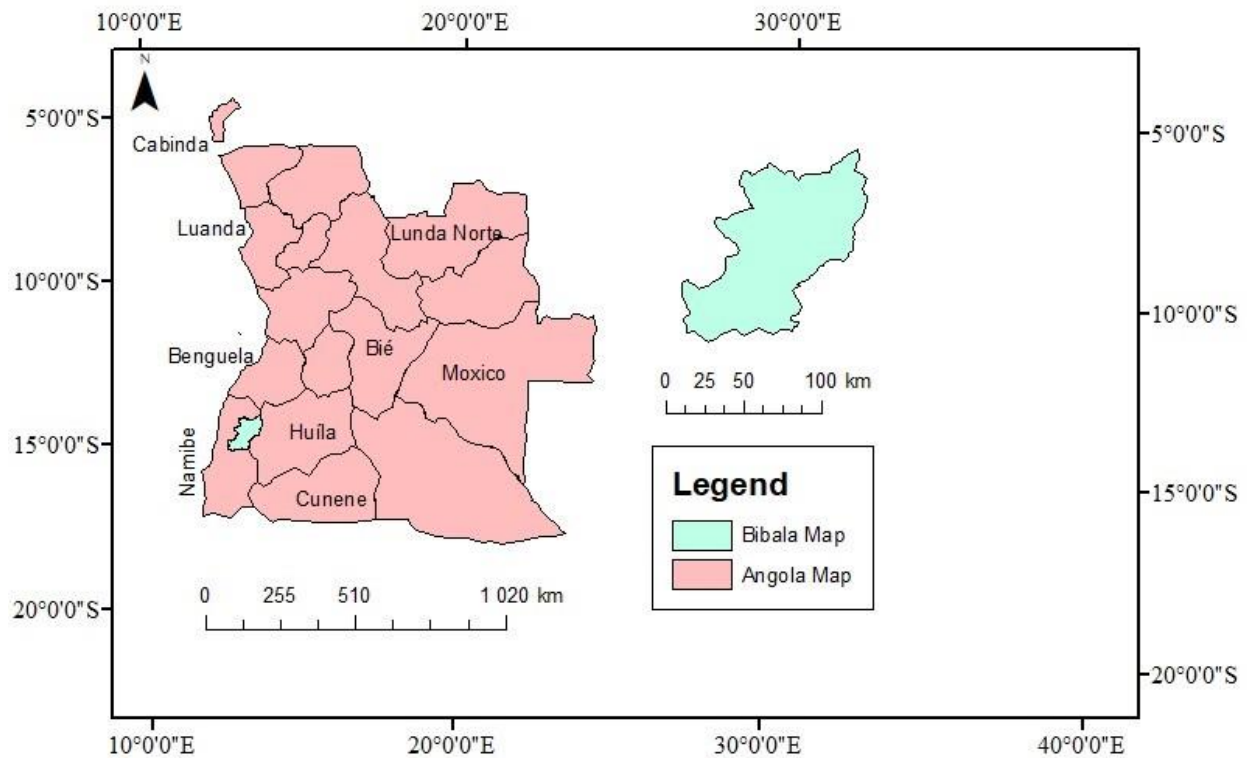 10°0'0"E 20°0'0"E 30°0'0"E
N
5°0'0"S 5°0'0"S
Cabinda
Luanda
Lunda Norte
10°0'0"S 10°0'0"S
Benguela
Bié
Moxico
0 25 50 100 km
Namibe
Huíla
15°0'0"S 15°0'0"S
Cunene
Legend
Bibala Map
Angola Map
0 255 510 1 020 km
20°0'0"S 20°0'0"S
10°0'0"E 20°0'0"E 30°0'0"E 40°0'0"E